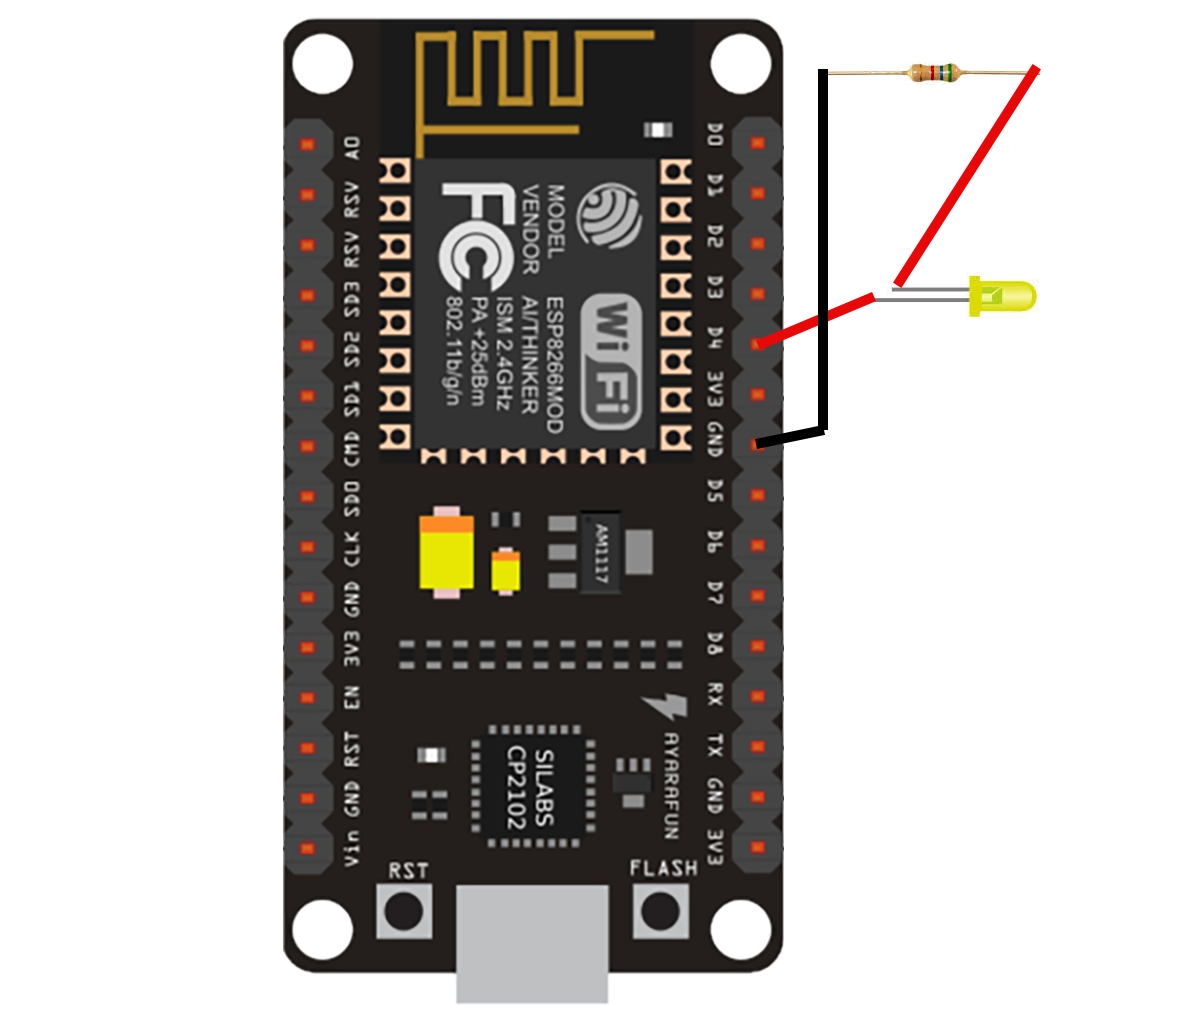 A0
RSV
RSV
SD3
SD2
SD1
CMD
SD0
CLK
GND
3V3
EN
RST
GND
Vin
D0
D1
D2
D3
D4
3V3
GND
D5
D6
D7
D8
RX
TX
GND
3V3
FC
MODEL
VENDOR
ESP8266MOD
AI/THINKER
ISM 2.4GHz
PA +25dBm
802.11b/g/n
Wi Fi
AM1117
SILABS
CP2102
AYARAFUN
RST
FLASH